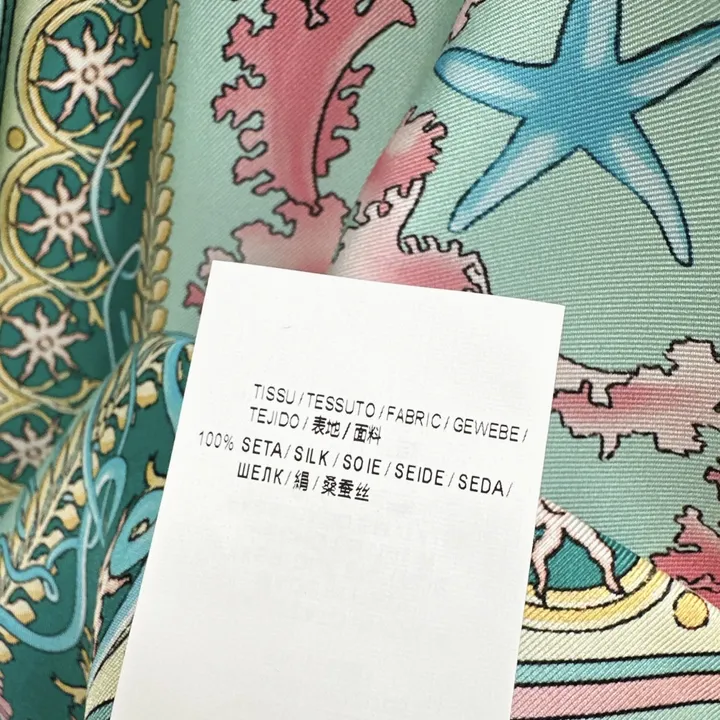 TISSU / TESSUTO / FABRIC / GEWEBE /
TEJIDO / 表地 / 面料
100% SETA / SILK / SOIE / SEIDE / SEDA /
ШЕЛК / 絹 / 桑蚕丝